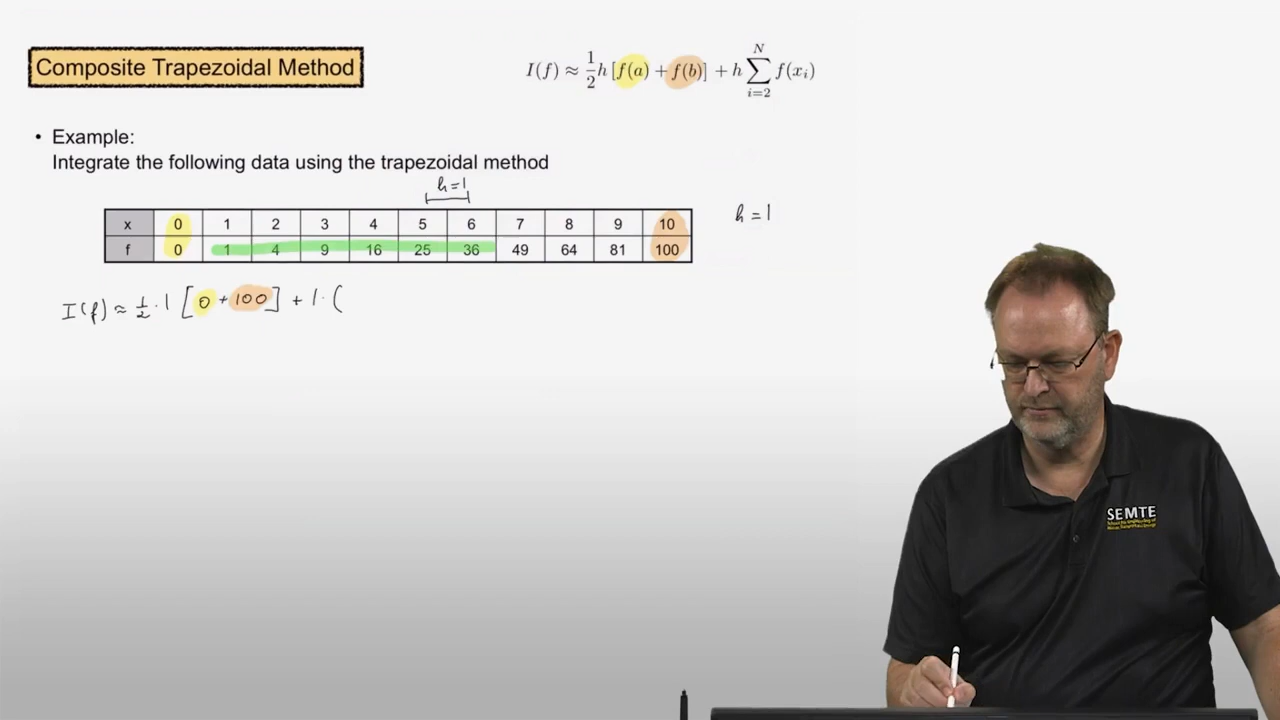 Composite Trapezoidal Method
I(f) ≈ 1/2 h [f(a) + f(b)] + h ∑_{i=2}^{N} f(x_i)
• Example:
Integrate the following data using the trapezoidal method
h=1
x 0 1 2 3 4 5 6 7 8 9 10
f 0 1 4 9 16 25 36 49 64 81 100
h = 1
I(f) ≈ 1/2 · 1 [0 + 100] + 1 · (
SEMTE